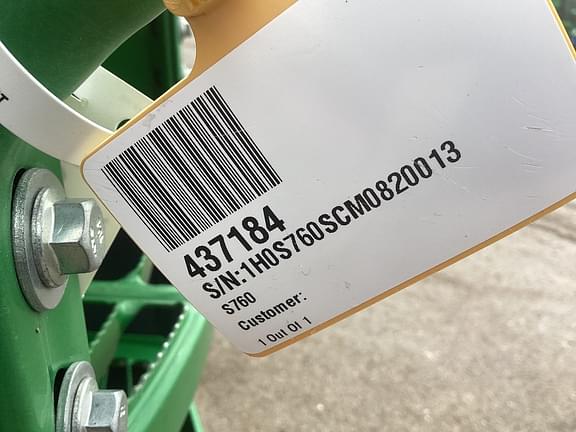 437184
S/N:1H0S760SCM0820013
S760
Customer:
1 Out Of 1